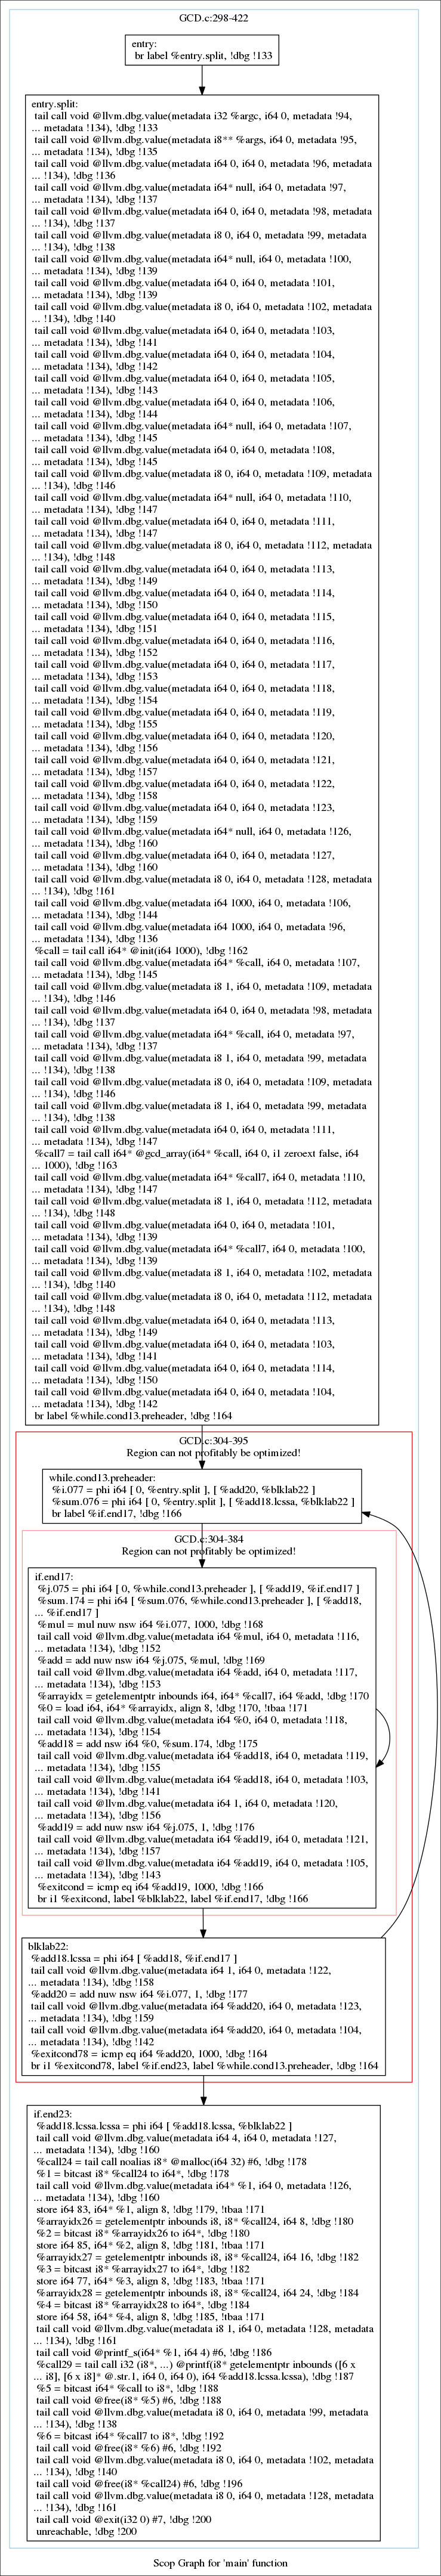 GCD.c:298-422
entry:
br label %entry.split, !dbg !133
entry.split:
tail call void @llvm.dbg.value(metadata i32 %argc, i64 0, metadata !94,
... metadata !134), !dbg !133
tail call void @llvm.dbg.value(metadata i8** %args, i64 0, metadata !95,
... metadata !134), !dbg !135
tail call void @llvm.dbg.value(metadata i64 0, i64 0, metadata !96, metadata
... !134), !dbg !136
tail call void @llvm.dbg.value(metadata i64* null, i64 0, metadata !97,
... metadata !134), !dbg !137
tail call void @llvm.dbg.value(metadata i64 0, i64 0, metadata !98, metadata
... !134), !dbg !137
tail call void @llvm.dbg.value(metadata i8 0, i64 0, metadata !99, metadata
... !134), !dbg !138
tail call void @llvm.dbg.value(metadata i64* null, i64 0, metadata !100,
... metadata !134), !dbg !139
tail call void @llvm.dbg.value(metadata i64 0, i64 0, metadata !101,
... metadata !134), !dbg !139
tail call void @llvm.dbg.value(metadata i8 0, i64 0, metadata !102, metadata
... !134), !dbg !140
tail call void @llvm.dbg.value(metadata i64 0, i64 0, metadata !103,
... metadata !134), !dbg !141
tail call void @llvm.dbg.value(metadata i64 0, i64 0, metadata !104,
... metadata !134), !dbg !142
tail call void @llvm.dbg.value(metadata i64 0, i64 0, metadata !105,
... metadata !134), !dbg !143
tail call void @llvm.dbg.value(metadata i64 0, i64 0, metadata !106,
... metadata !134), !dbg !144
tail call void @llvm.dbg.value(metadata i64* null, i64 0, metadata !107,
... metadata !134), !dbg !145
tail call void @llvm.dbg.value(metadata i64 0, i64 0, metadata !108,
... metadata !134), !dbg !145
tail call void @llvm.dbg.value(metadata i8 0, i64 0, metadata !109, metadata
... !134), !dbg !146
tail call void @llvm.dbg.value(metadata i64* null, i64 0, metadata !110,
... metadata !134), !dbg !147
tail call void @llvm.dbg.value(metadata i64 0, i64 0, metadata !111,
... metadata !134), !dbg !147
tail call void @llvm.dbg.value(metadata i8 0, i64 0, metadata !112, metadata
... !134), !dbg !148
tail call void @llvm.dbg.value(metadata i64 0, i64 0, metadata !113,
... metadata !134), !dbg !149
tail call void @llvm.dbg.value(metadata i64 0, i64 0, metadata !114,
... metadata !134), !dbg !150
tail call void @llvm.dbg.value(metadata i64 0, i64 0, metadata !115,
... metadata !134), !dbg !151
tail call void @llvm.dbg.value(metadata i64 0, i64 0, metadata !116,
... metadata !134), !dbg !152
tail call void @llvm.dbg.value(metadata i64 0, i64 0, metadata !117,
... metadata !134), !dbg !153
tail call void @llvm.dbg.value(metadata i64 0, i64 0, metadata !118,
... metadata !134), !dbg !154
tail call void @llvm.dbg.value(metadata i64 0, i64 0, metadata !119,
... metadata !134), !dbg !155
tail call void @llvm.dbg.value(metadata i64 0, i64 0, metadata !120,
... metadata !134), !dbg !156
tail call void @llvm.dbg.value(metadata i64 0, i64 0, metadata !121,
... metadata !134), !dbg !157
tail call void @llvm.dbg.value(metadata i64 0, i64 0, metadata !122,
... metadata !134), !dbg !158
tail call void @llvm.dbg.value(metadata i64 0, i64 0, metadata !123,
... metadata !134), !dbg !159
tail call void @llvm.dbg.value(metadata i64* null, i64 0, metadata !126,
... metadata !134), !dbg !160
tail call void @llvm.dbg.value(metadata i64 0, i64 0, metadata !127,
... metadata !134), !dbg !160
tail call void @llvm.dbg.value(metadata i8 0, i64 0, metadata !128, metadata
... !134), !dbg !161
tail call void @llvm.dbg.value(metadata i64 1000, i64 0, metadata !106,
... metadata !134), !dbg !144
tail call void @llvm.dbg.value(metadata i64 1000, i64 0, metadata !96,
... metadata !134), !dbg !136
%call = tail call i64* @init(i64 1000), !dbg !162
tail call void @llvm.dbg.value(metadata i64* %call, i64 0, metadata !107,
... metadata !134), !dbg !145
tail call void @llvm.dbg.value(metadata i8 1, i64 0, metadata !109, metadata
... !134), !dbg !146
tail call void @llvm.dbg.value(metadata i64 0, i64 0, metadata !98, metadata
... !134), !dbg !137
tail call void @llvm.dbg.value(metadata i64* %call, i64 0, metadata !97,
... metadata !134), !dbg !137
tail call void @llvm.dbg.value(metadata i8 1, i64 0, metadata !99, metadata
... !134), !dbg !138
tail call void @llvm.dbg.value(metadata i8 0, i64 0, metadata !109, metadata
... !134), !dbg !146
tail call void @llvm.dbg.value(metadata i8 1, i64 0, metadata !99, metadata
... !134), !dbg !138
tail call void @llvm.dbg.value(metadata i64 0, i64 0, metadata !111,
... metadata !134), !dbg !147
%call7 = tail call i64* @gcd_array(i64* %call, i64 0, i1 zeroext false, i64
... 1000), !dbg !163
tail call void @llvm.dbg.value(metadata i64* %call7, i64 0, metadata !110,
... metadata !134), !dbg !147
tail call void @llvm.dbg.value(metadata i8 1, i64 0, metadata !112, metadata
... !134), !dbg !148
tail call void @llvm.dbg.value(metadata i64 0, i64 0, metadata !101,
... metadata !134), !dbg !139
tail call void @llvm.dbg.value(metadata i64* %call7, i64 0, metadata !100,
... metadata !134), !dbg !139
tail call void @llvm.dbg.value(metadata i8 1, i64 0, metadata !102, metadata
... !134), !dbg !140
tail call void @llvm.dbg.value(metadata i8 0, i64 0, metadata !112, metadata
... !134), !dbg !148
tail call void @llvm.dbg.value(metadata i64 0, i64 0, metadata !113,
... metadata !134), !dbg !149
tail call void @llvm.dbg.value(metadata i64 0, i64 0, metadata !103,
... metadata !134), !dbg !141
tail call void @llvm.dbg.value(metadata i64 0, i64 0, metadata !114,
... metadata !134), !dbg !150
tail call void @llvm.dbg.value(metadata i64 0, i64 0, metadata !104,
... metadata !134), !dbg !142
br label %while.cond13.preheader, !dbg !164
GCD.c:304-395
Region can not profitably be optimized!
while.cond13.preheader:
%i.077 = phi i64 [ 0, %entry.split ], [ %add20, %blklab22 ]
%sum.076 = phi i64 [ 0, %entry.split ], [ %add18.lcssa, %blklab22 ]
br label %if.end17, !dbg !166
GCD.c:304-384
Region can not profitably be optimized!
if.end17:
%j.075 = phi i64 [ 0, %while.cond13.preheader ], [ %add19, %if.end17 ]
%sum.174 = phi i64 [ %sum.076, %while.cond13.preheader ], [ %add18,
... %if.end17 ]
%mul = mul nuw nsw i64 %i.077, 1000, !dbg !168
tail call void @llvm.dbg.value(metadata i64 %mul, i64 0, metadata !116,
... metadata !134), !dbg !152
%add = add nuw nsw i64 %j.075, %mul, !dbg !169
tail call void @llvm.dbg.value(metadata i64 %add, i64 0, metadata !117,
... metadata !134), !dbg !153
%arrayidx = getelementptr inbounds i64, i64* %call7, i64 %add, !dbg !170
%0 = load i64, i64* %arrayidx, align 8, !dbg !170, !tbaa !171
tail call void @llvm.dbg.value(metadata i64 %0, i64 0, metadata !118,
... metadata !134), !dbg !154
%add18 = add nsw i64 %0, %sum.174, !dbg !175
tail call void @llvm.dbg.value(metadata i64 %add18, i64 0, metadata !119,
... metadata !134), !dbg !155
tail call void @llvm.dbg.value(metadata i64 %add18, i64 0, metadata !103,
... metadata !134), !dbg !141
tail call void @llvm.dbg.value(metadata i64 1, i64 0, metadata !120,
... metadata !134), !dbg !156
%add19 = add nuw nsw i64 %j.075, 1, !dbg !176
tail call void @llvm.dbg.value(metadata i64 %add19, i64 0, metadata !121,
... metadata !134), !dbg !157
tail call void @llvm.dbg.value(metadata i64 %add19, i64 0, metadata !105,
... metadata !134), !dbg !143
%exitcond = icmp eq i64 %add19, 1000, !dbg !166
br i1 %exitcond, label %blklab22, label %if.end17, !dbg !166
blklab22:
%add18.lcssa = phi i64 [ %add18, %if.end17 ]
tail call void @llvm.dbg.value(metadata i64 1, i64 0, metadata !122,
... metadata !134), !dbg !158
%add20 = add nuw nsw i64 %i.077, 1, !dbg !177
tail call void @llvm.dbg.value(metadata i64 %add20, i64 0, metadata !123,
... metadata !134), !dbg !159
tail call void @llvm.dbg.value(metadata i64 %add20, i64 0, metadata !104,
... metadata !134), !dbg !142
%exitcond78 = icmp eq i64 %add20, 1000, !dbg !164
br i1 %exitcond78, label %if.end23, label %while.cond13.preheader, !dbg !164
if.end23:
%add18.lcssa.lcssa = phi i64 [ %add18.lcssa, %blklab22 ]
tail call void @llvm.dbg.value(metadata i64 4, i64 0, metadata !127,
... metadata !134), !dbg !160
%call24 = tail call noalias i8* @malloc(i64 32) #6, !dbg !178
%1 = bitcast i8* %call24 to i64*, !dbg !178
tail call void @llvm.dbg.value(metadata i64* %1, i64 0, metadata !126,
... metadata !134), !dbg !160
store i64 83, i64* %1, align 8, !dbg !179, !tbaa !171
%arrayidx26 = getelementptr inbounds i8, i8* %call24, i64 8, !dbg !180
%2 = bitcast i8* %arrayidx26 to i64*, !dbg !180
store i64 85, i64* %2, align 8, !dbg !181, !tbaa !171
%arrayidx27 = getelementptr inbounds i8, i8* %call24, i64 16, !dbg !182
%3 = bitcast i8* %arrayidx27 to i64*, !dbg !182
store i64 77, i64* %3, align 8, !dbg !183, !tbaa !171
%arrayidx28 = getelementptr inbounds i8, i8* %call24, i64 24, !dbg !184
%4 = bitcast i8* %arrayidx28 to i64*, !dbg !184
store i64 58, i64* %4, align 8, !dbg !185, !tbaa !171
tail call void @llvm.dbg.value(metadata i8 1, i64 0, metadata !128, metadata
... !134), !dbg !161
tail call void @printf_s(i64* %1, i64 4) #6, !dbg !186
%call29 = tail call i32 (i8*, ...) @printf(i8* getelementptr inbounds ([6 x
... i8], [6 x i8]* @.str.1, i64 0, i64 0), i64 %add18.lcssa.lcssa), !dbg !187
%5 = bitcast i64* %call to i8*, !dbg !188
tail call void @free(i8* %5) #6, !dbg !188
tail call void @llvm.dbg.value(metadata i8 0, i64 0, metadata !99, metadata
... !134), !dbg !138
%6 = bitcast i64* %call7 to i8*, !dbg !192
tail call void @free(i8* %6) #6, !dbg !192
tail call void @llvm.dbg.value(metadata i8 0, i64 0, metadata !102, metadata
... !134), !dbg !140
tail call void @free(i8* %call24) #6, !dbg !196
tail call void @llvm.dbg.value(metadata i8 0, i64 0, metadata !128, metadata
... !134), !dbg !161
tail call void @exit(i32 0) #7, !dbg !200
unreachable, !dbg !200
Scop Graph for 'main' function